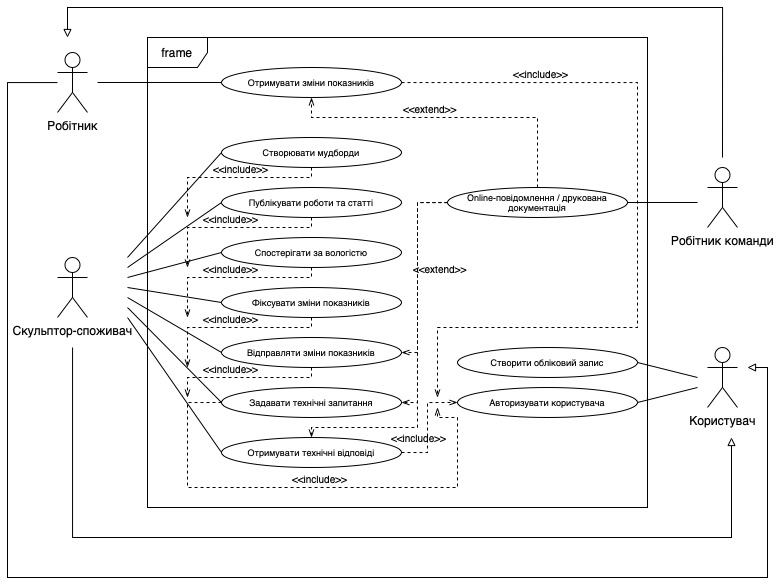 frame
<<include>>
Отримувати зміни показників
<<extend>>
Робітник
Створювати мудборди
<<include>>
Публікувати роботи та статті
Online-повідомлення / друкована
документація
<<include>>
Робітник команди
Спостерігати за вологістю
<<include>>
<<extend>>
Фіксувати зміни показників
<<include>>
Скульптор-споживач
Відправляти зміни показників
Створити обліковий запис
<<include>>
Задавати технічні запитання
Авторизувати користувача
Користувач
<<include>>
Отримувати технічні відповіді
<<include>>